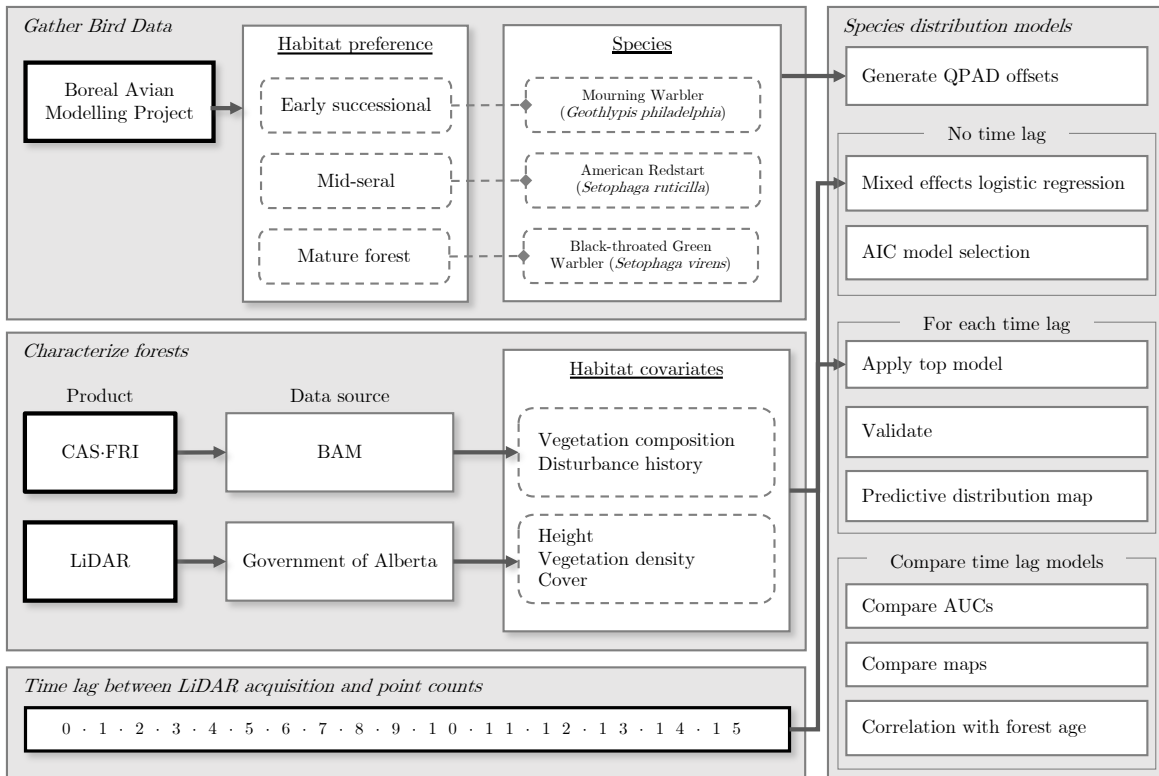 Gather Bird Data
Boreal Avian
Modelling Project
Habitat preference
Early successional
Mid-seral
Mature forest
Species
Mourning Warbler
(Geothlypis philadelphia)
American Redstart
(Setophaga ruticilla)
Black-throated Green
Warbler (Setophaga virens)
Characterize forests
Product
Data source
CAS-FRI
BAM
LiDAR
Government of Alberta
Habitat covariates
Vegetation composition
Disturbance history
Height
Vegetation density
Cover
Time lag between LiDAR acquisition and point counts
0 · 1 · 2 · 3 · 4 · 5 · 6 · 7 · 8 · 9 · 10 · 11 · 12 · 13 · 14 · 15
Species distribution models
Generate QPAD offsets
No time lag
Mixed effects logistic regression
AIC model selection
For each time lag
Apply top model
Validate
Predictive distribution map
Compare time lag models
Compare AUCs
Compare maps
Correlation with forest age